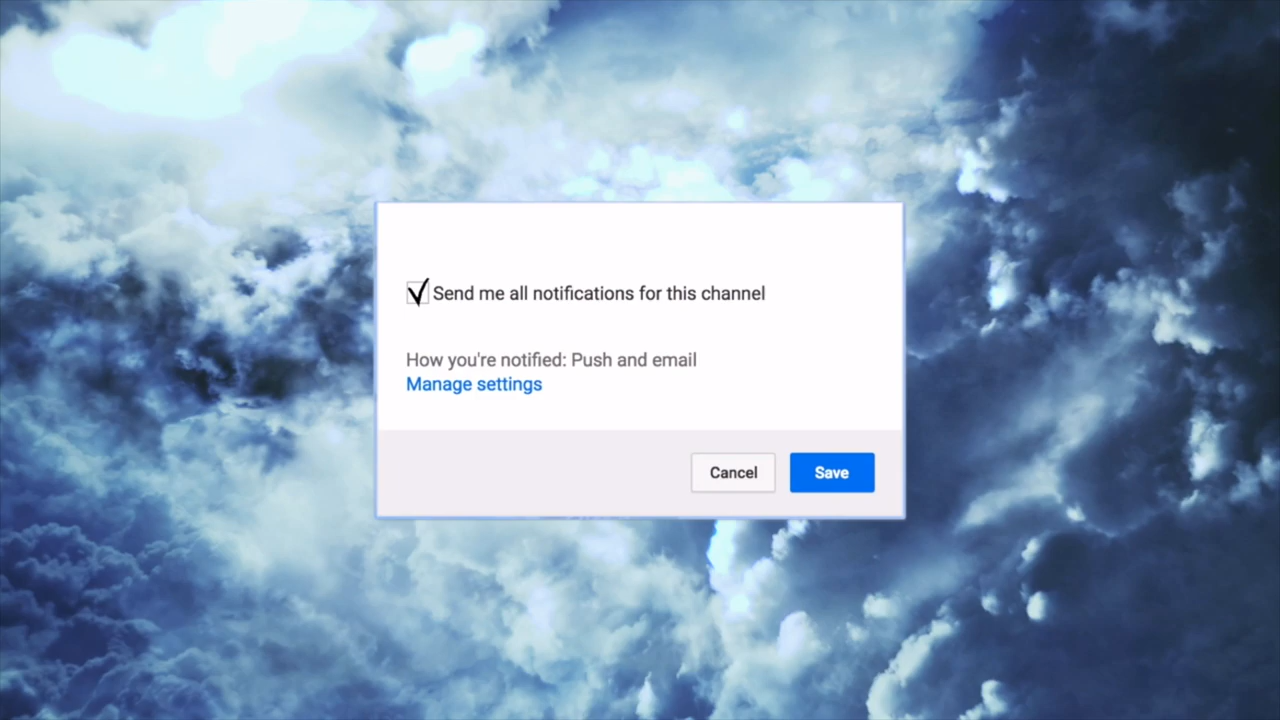 Send me all notifications for this channel
How you're notified: Push and email
Manage settings
Cancel Save